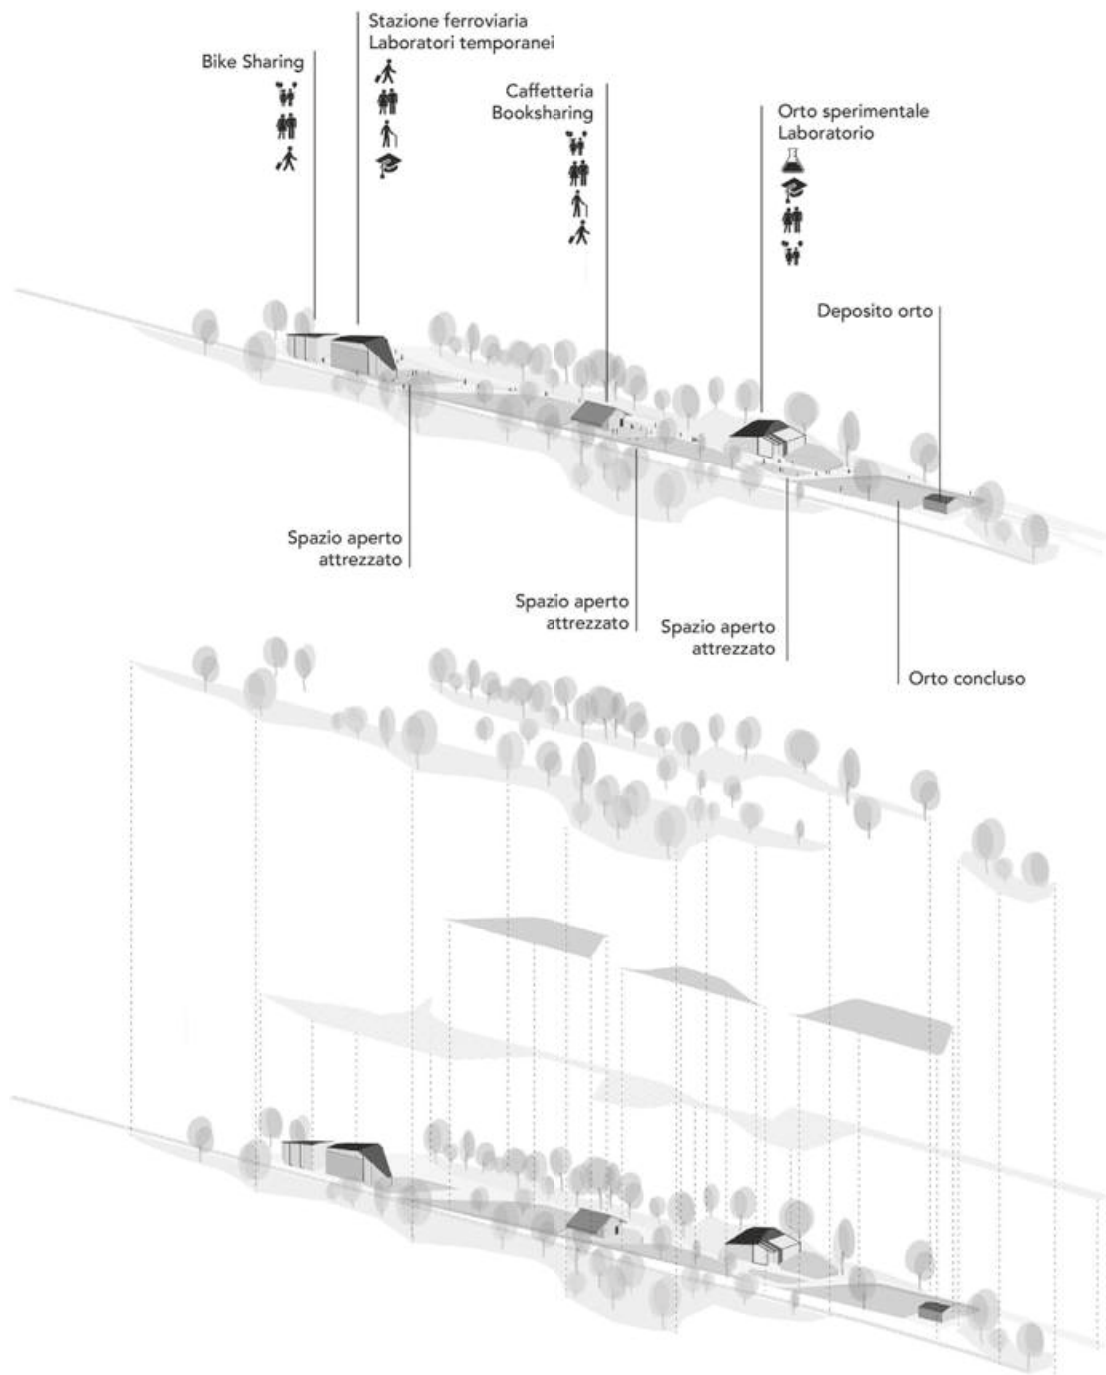 Stazione ferroviaria
Laboratori temporanei
Bike Sharing
Caffetteria
Booksharing
Orto sperimentale
Laboratorio
Deposito orto
Spazio aperto
attrezzato
Spazio aperto
attrezzato
Spazio aperto
attrezzato
Orto concluso